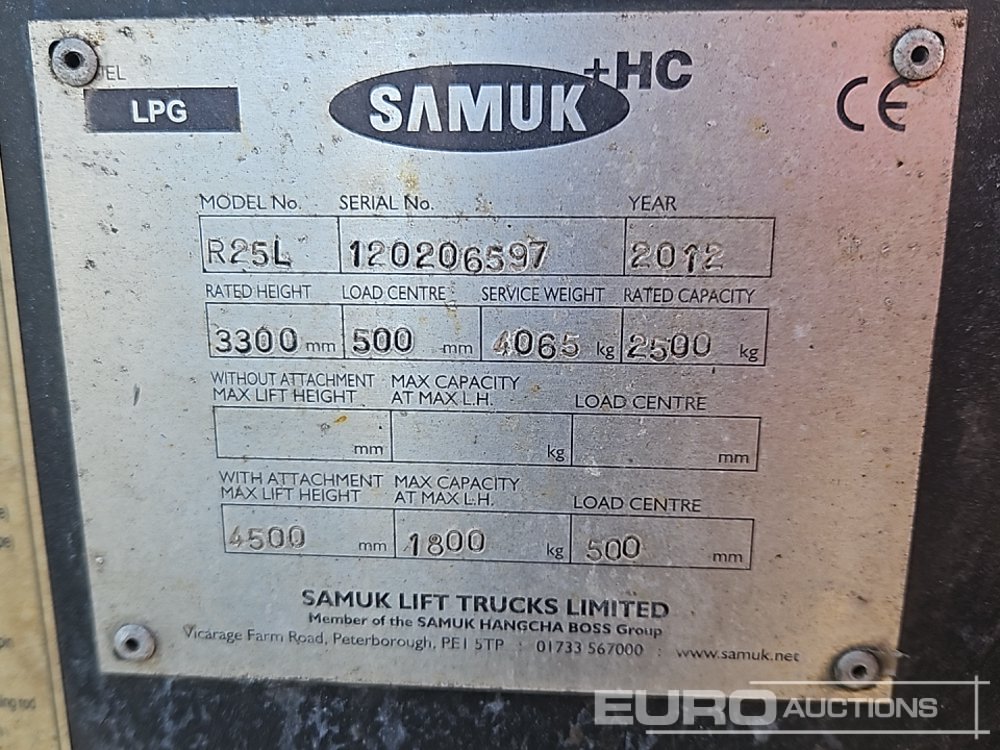 LPG
SAMUK +HC
CE
MODEL No. SERIAL No. YEAR
R25L 120206597 2012
RATED HEIGHT LOAD CENTRE SERVICE WEIGHT RATED CAPACITY
3300 mm 500 mm 4065 kg 2500 kg
WITHOUT ATTACHMENT MAX CAPACITY
MAX LIFT HEIGHT AT MAX L.H. LOAD CENTRE
mm kg mm
WITH ATTACHMENT MAX CAPACITY
MAX LIFT HEIGHT AT MAX L.H. LOAD CENTRE
4500 mm 1800 kg 500 mm
SAMUK LIFT TRUCKS LIMITED
Member of the SAMUK HANGCHA BOSS Group
Vicarage Farm Road, Peterborough, PE1 5TP : 01733 567000 : www.samuk.net
EURO AUCTIONS